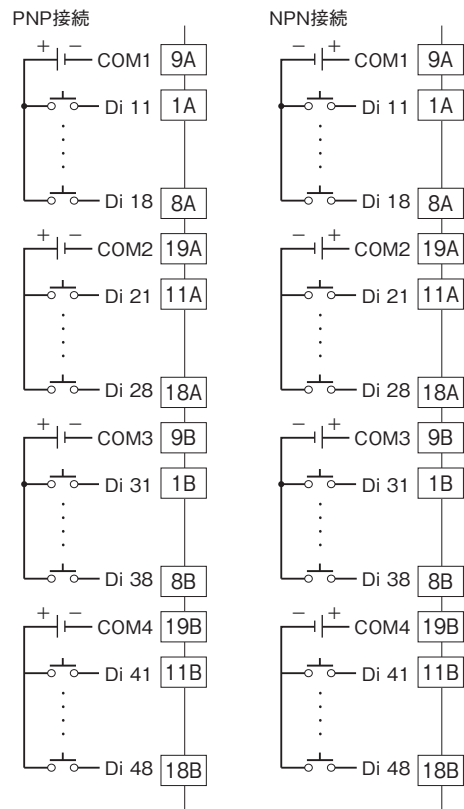 PNP接続
+ − COM1 9A
Di 11 1A
Di 18 8A
+ − COM2 19A
Di 21 11A
Di 28 18A
+ − COM3 9B
Di 31 1B
Di 38 8B
+ − COM4 19B
Di 41 11B
Di 48 18B
NPN接続
− + COM1 9A
Di 11 1A
Di 18 8A
− + COM2 19A
Di 21 11A
Di 28 18A
− + COM3 9B
Di 31 1B
Di 38 8B
− + COM4 19B
Di 41 11B
Di 48 18B